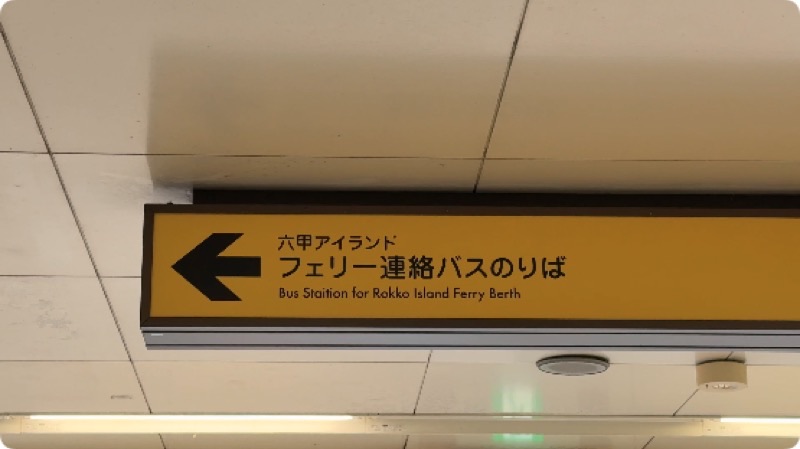 六甲アイランド
フェリー連絡バスのりば
Bus Staition for Rokko Island Ferry Berth